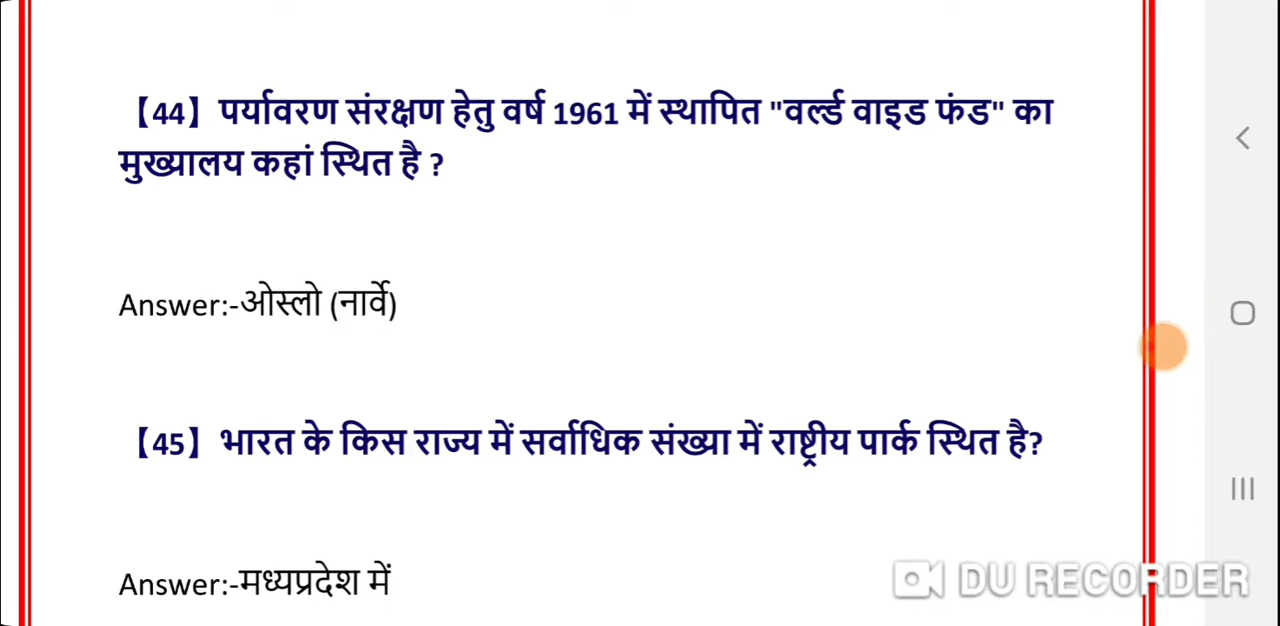 【44】 पर्यावरण संरक्षण हेतु वर्ष 1961 में स्थापित "वर्ल्ड वाइड फंड" का
मुख्यालय कहां स्थित है ?
Answer:-ओस्लो (नार्वे)
【45】 भारत के किस राज्य में सर्वाधिक संख्या में राष्ट्रीय पार्क स्थित है?
Answer:-मध्यप्रदेश में
DU RECORDER